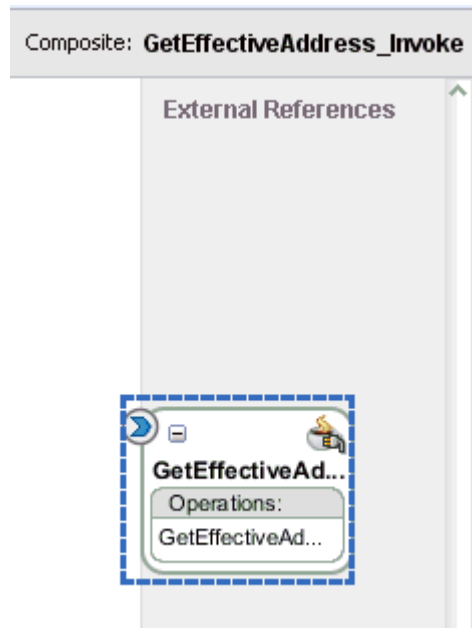 Composite: GetEffectiveAddress_Invoke
External References
GetEffectiveAd...
Operations:
GetEffectiveAd...